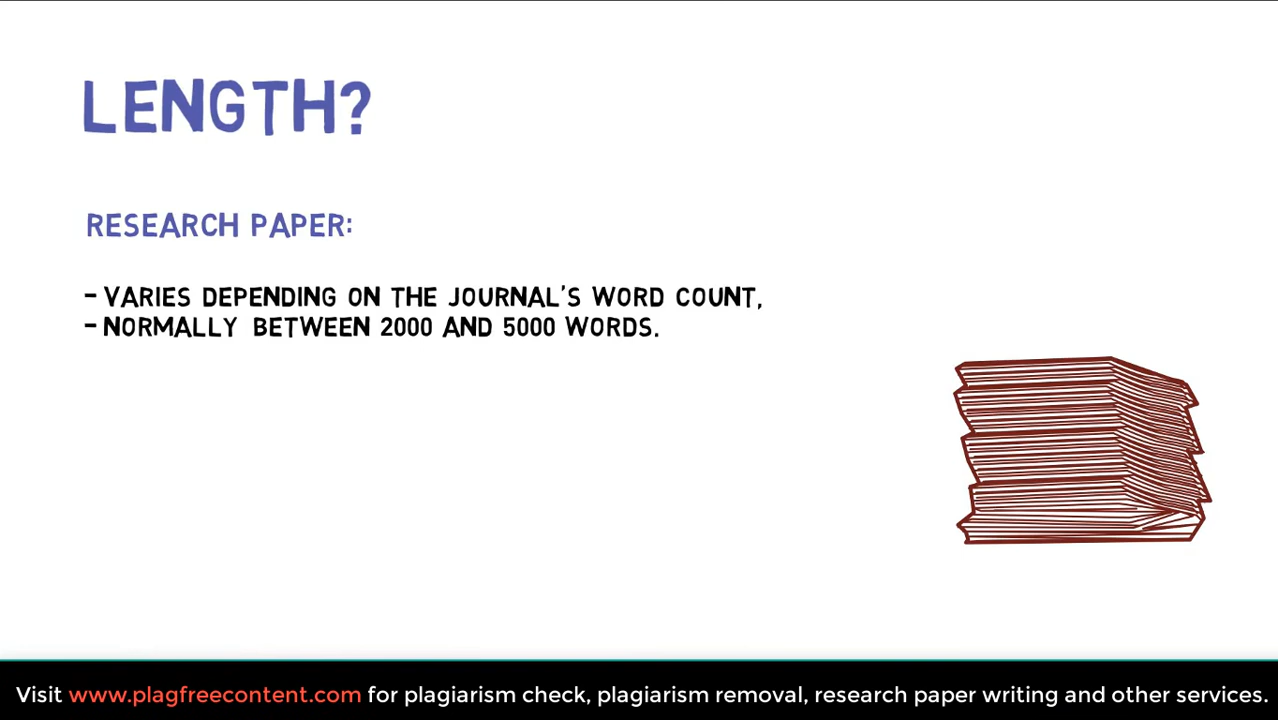 LENGTH?
RESEARCH PAPER:
- VARIES DEPENDING ON THE JOURNAL'S WORD COUNT,
- NORMALLY BETWEEN 2000 AND 5000 WORDS.
Visit www.plagfreecontent.com for plagiarism check, plagiarism removal, research paper writing and other services.